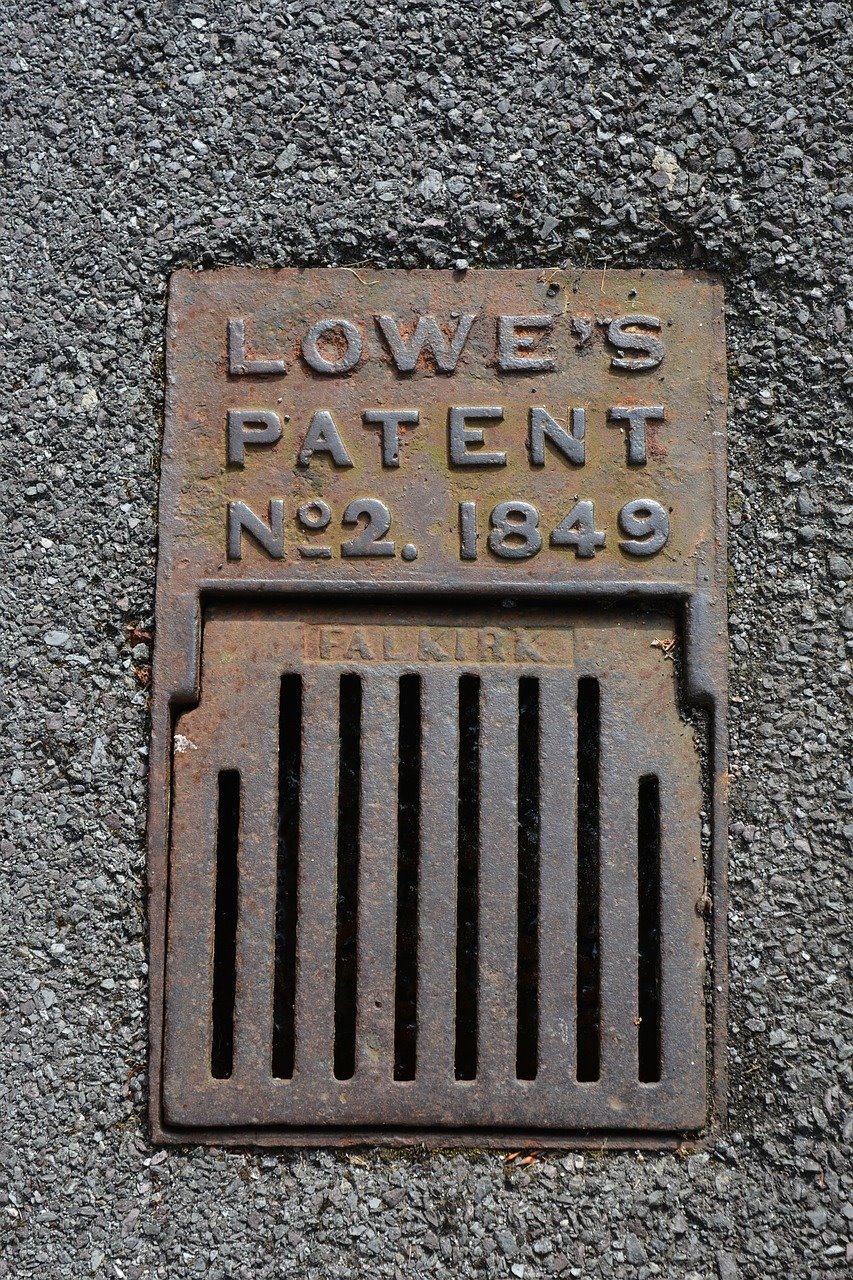 LOWE'S
PATENT
Nº2. 1849
FALKIRK